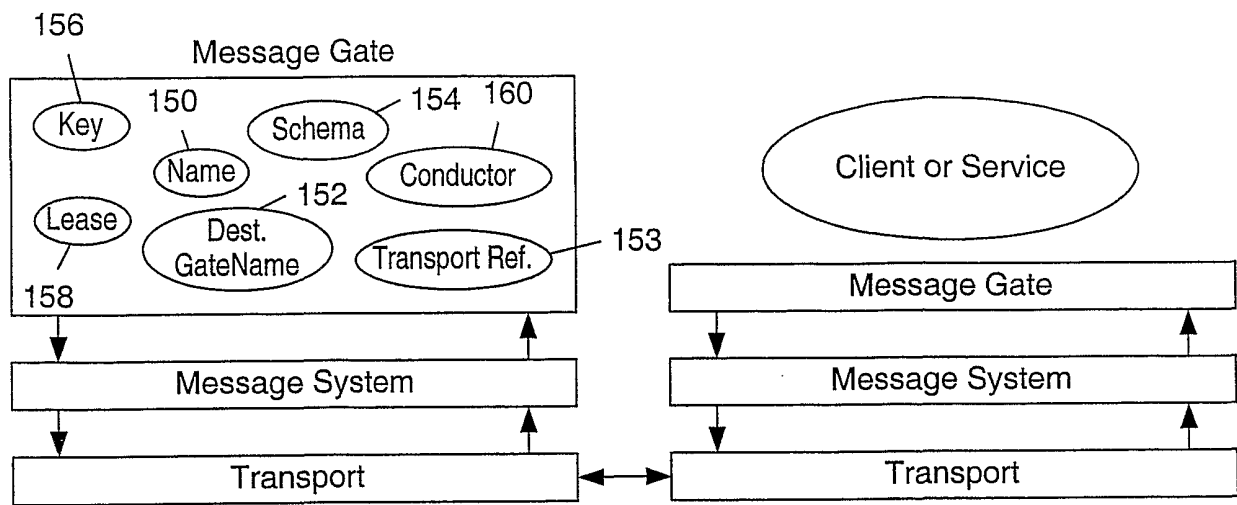 156
Message Gate
150
154
160
Key
Schema
Name
Conductor
Client or Service
152
Lease
Dest.
GateName
Transport Ref.
153
158
Message Gate
Message System
Message System
Transport
Transport